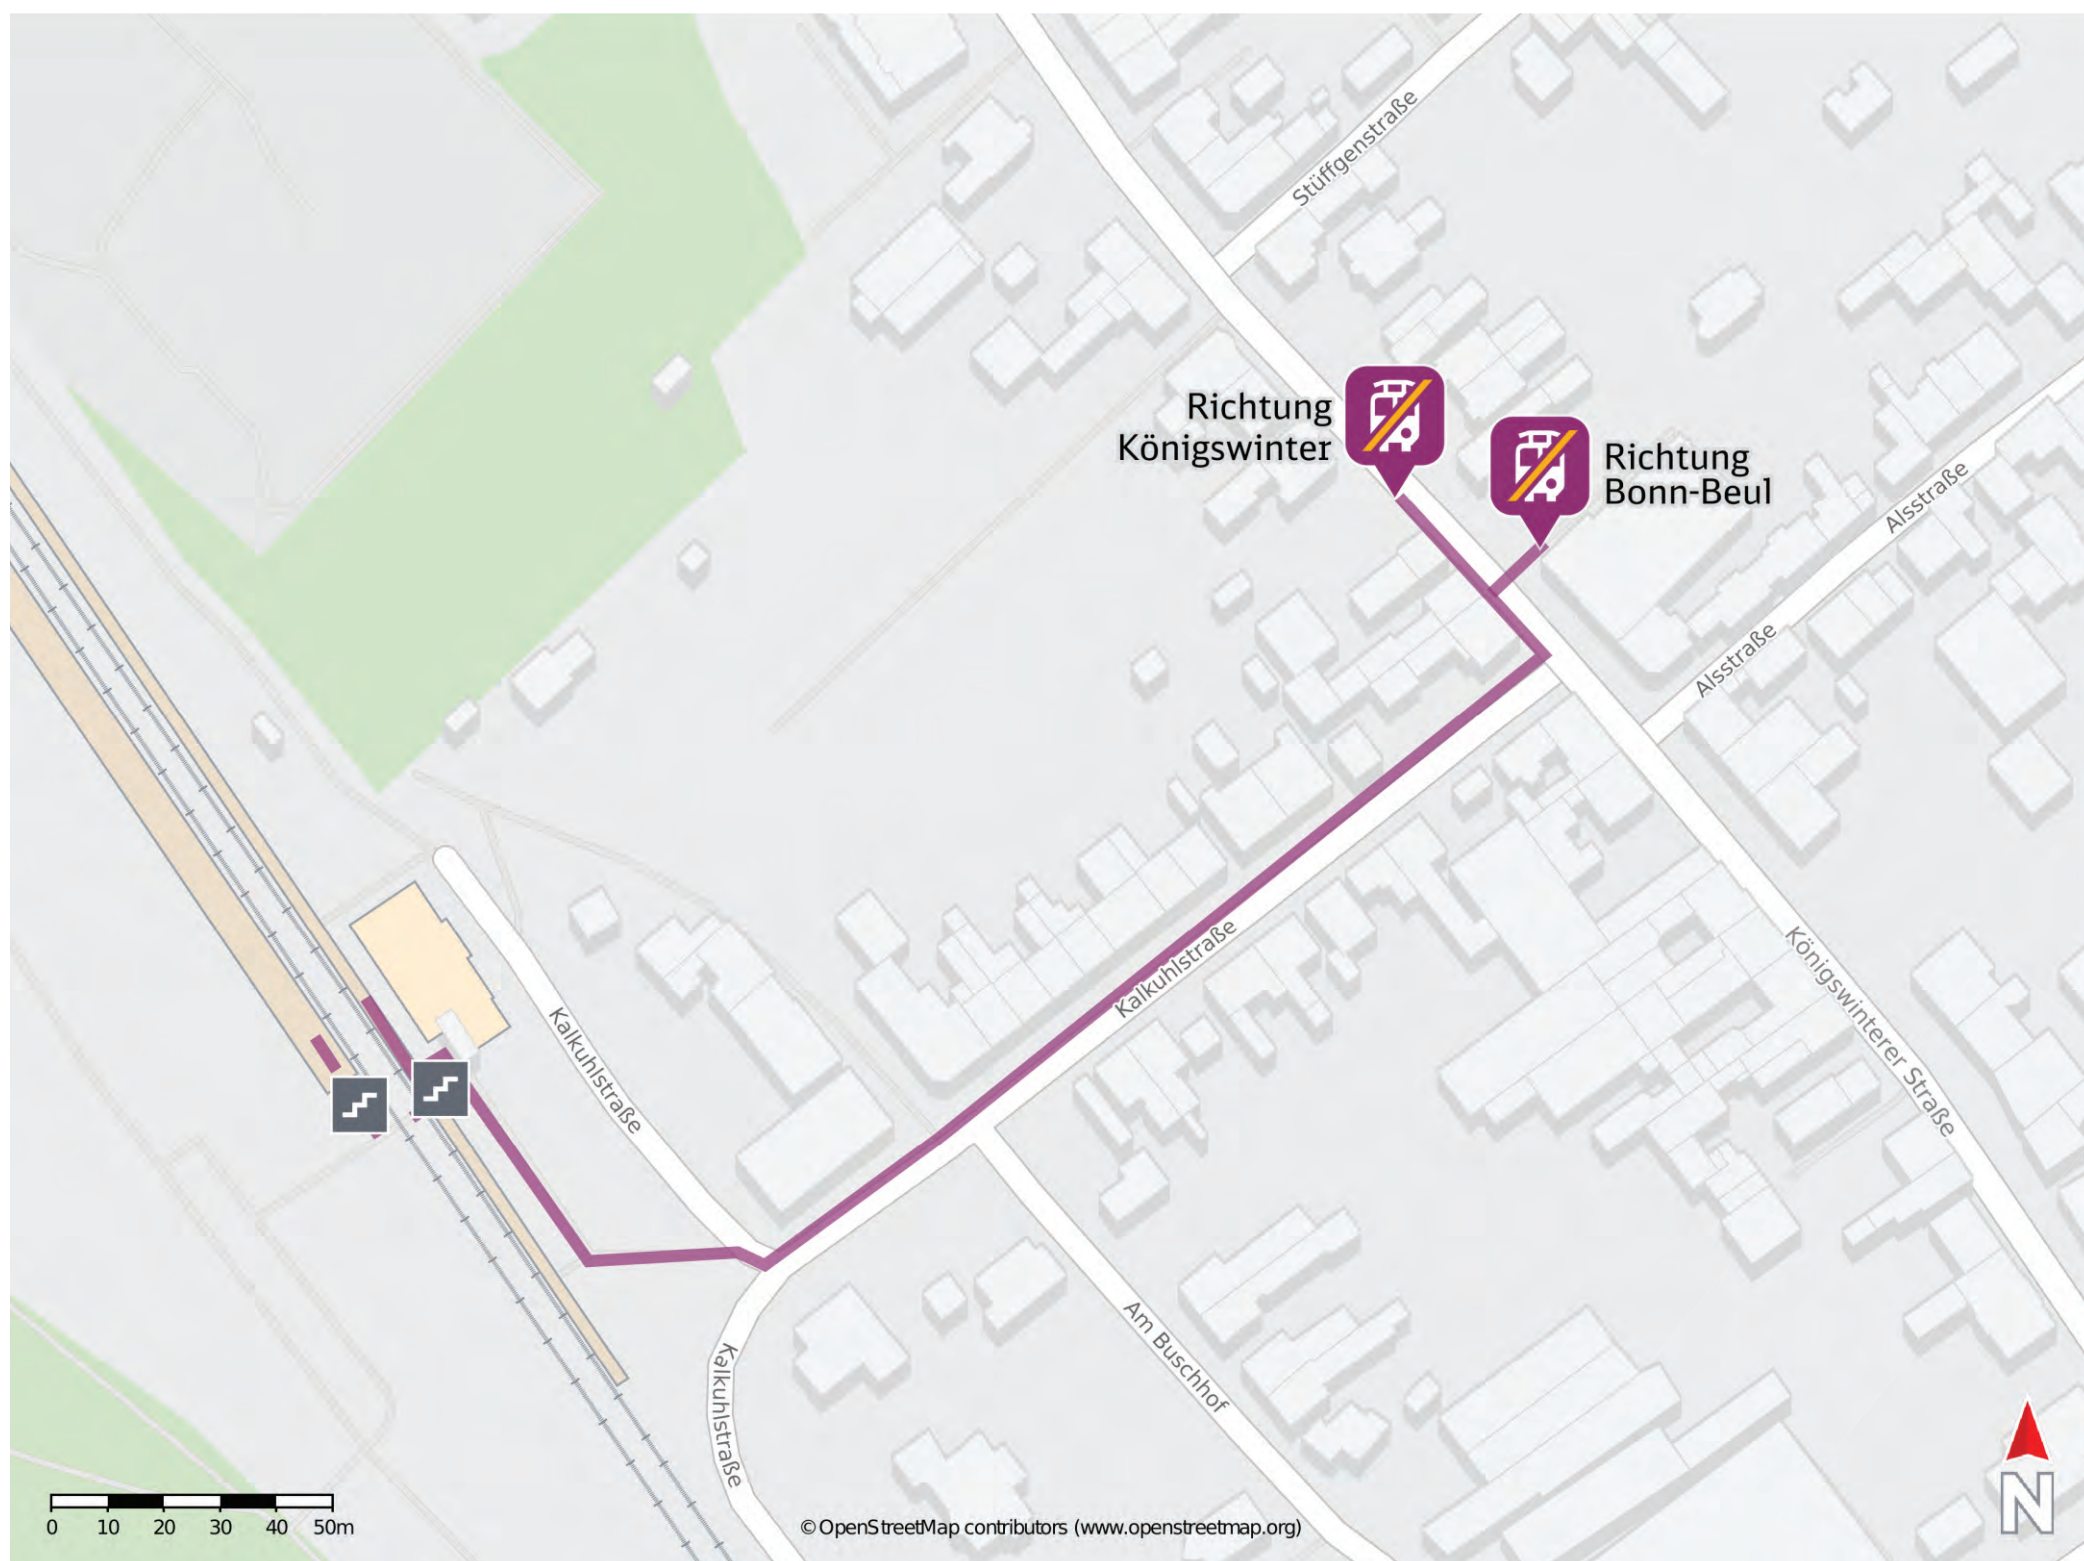 Stüffgenstraße
Richtung
Königswinter
Richtung
Bonn-Beul
Alsstraße
Alsstraße
Kalkuhlstraße
Königswinterer Straße
Kalkuhlstraße
Am Buschhof
Kalkuhlstraße
0 10 20 30 40 50m
© OpenStreetMap contributors (www.openstreetmap.org)
N